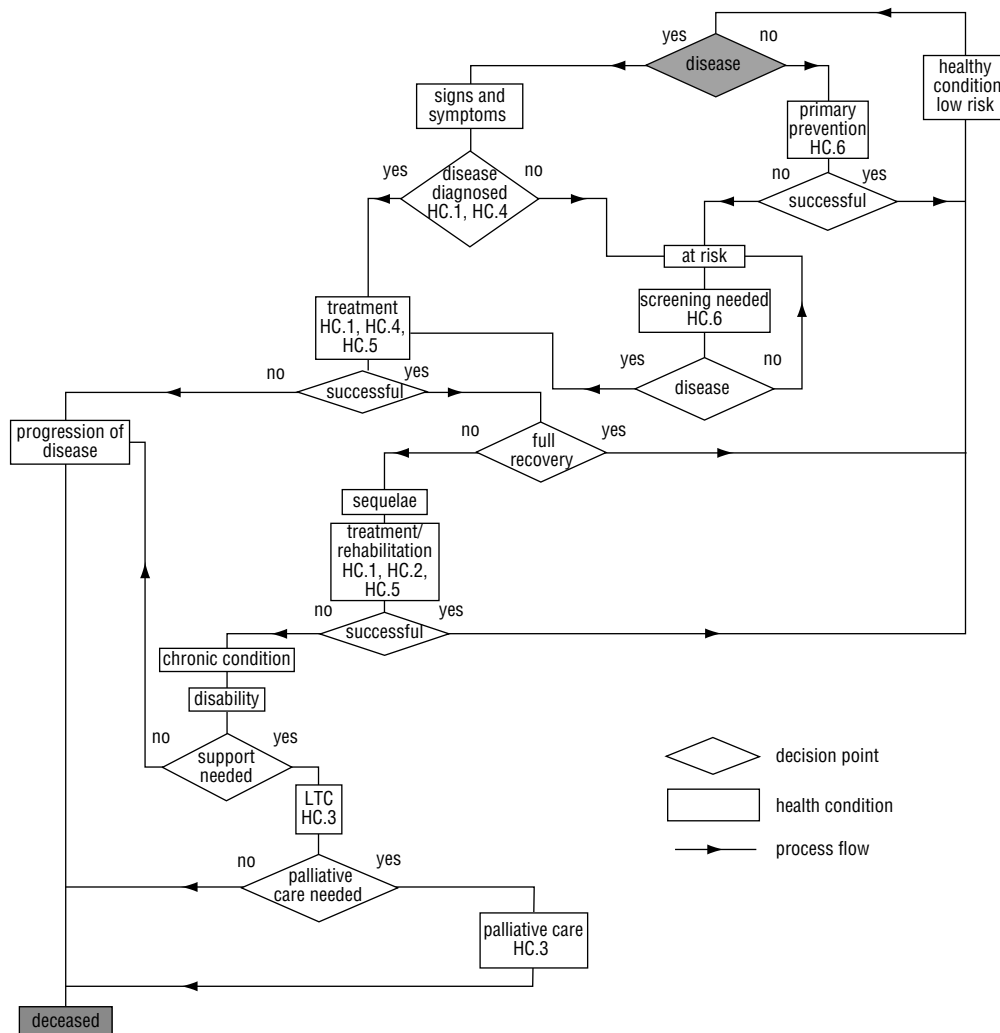 yes
no
disease
healthy
condition
low risk
signs and
symptoms
primary
prevention
HC.6
yes
disease
diagnosed
HC.1, HC.4
no
no
yes
successful
at risk
treatment
HC.1, HC.4,
HC.5
screening needed
HC.6
yes
no
disease
no
yes
successful
progression of
disease
no
full
recovery
yes
sequelae
treatment/
rehabilitation
HC.1, HC.2,
HC.5
no
yes
successful
chronic condition
disability
no
yes
support
needed
decision point
LTC
HC.3
health condition
process flow
no
yes
palliative
care needed
palliative care
HC.3
deceased